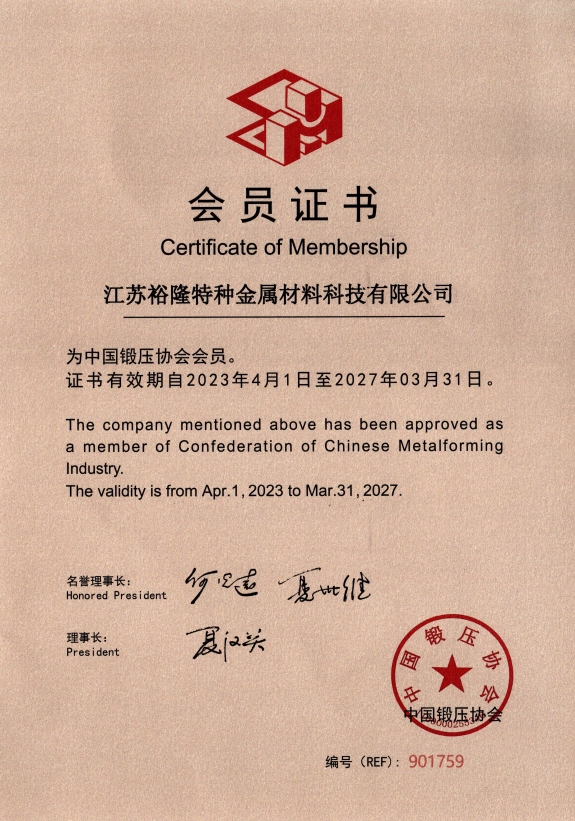 会员证书
Certificate of Membership
江苏裕隆特种金属材料科技有限公司
为中国锻压协会会员。
证书有效期自2023年4月1日至2027年03月31日。
The company mentioned above has been approved as
a member of Confederation of Chinese Metalforming
Industry.
The validity is from Apr.1, 2023 to Mar.31, 2027.
名誉理事长：
Honored President
理事长：
President
中国锻压协会
中国锻压协会
编号（REF）：901759